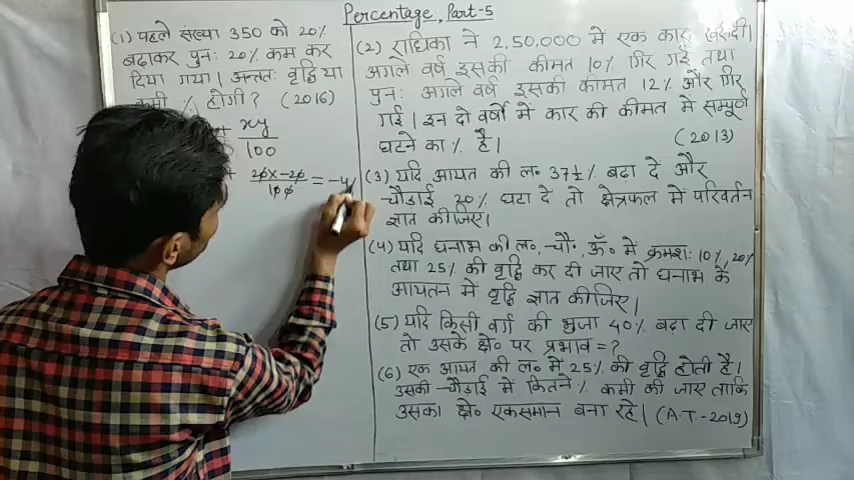 Percentage, Part-5
(1) पहले संख्या 350 को 20%
बढ़ाकर पुनः 20% कम कर
दिया गया। अन्ततः वृद्धि या
कमी % होगी? (2016)
+ xy/100
+ 20x-20/100 = -4%
(2) राधिका ने 2,50,000 में एक कार खरीदी।
अगले वर्ष इसकी कीमत 10% गिर गई तथा
पुनः अगले वर्ष इसकी कीमत 12% और गिर
गई। इन दो वर्षो में कार की कीमत में सम्पूर्ण
घटने का % है।
(2013)
(3) यदि आयत की ल० 37½% बढ़ा दे और
चौड़ाई 20% घटा दे तो क्षेत्रफल में परिवर्तन
ज्ञात कीजिए।
(4) यदि घनाभ की ल०, चौ०, ऊँ० में क्रमशः 10%, 20%
तथा 25% की वृद्धि कर दी जाए तो घनाभ के
आयतन में वृद्धि ज्ञात कीजिए।
(5) यदि किसी वर्ग की भुजा 40% बढ़ा दी जाए
तो उसके क्षे० पर प्रभाव = ?
(6) एक आयत की ल० में 25% की वृद्धि होती है।
उसकी चौड़ाई में कितने % कमी की जाए ताकि
उसका क्षे० एकसमान बना रहे। (A.T.-2019)